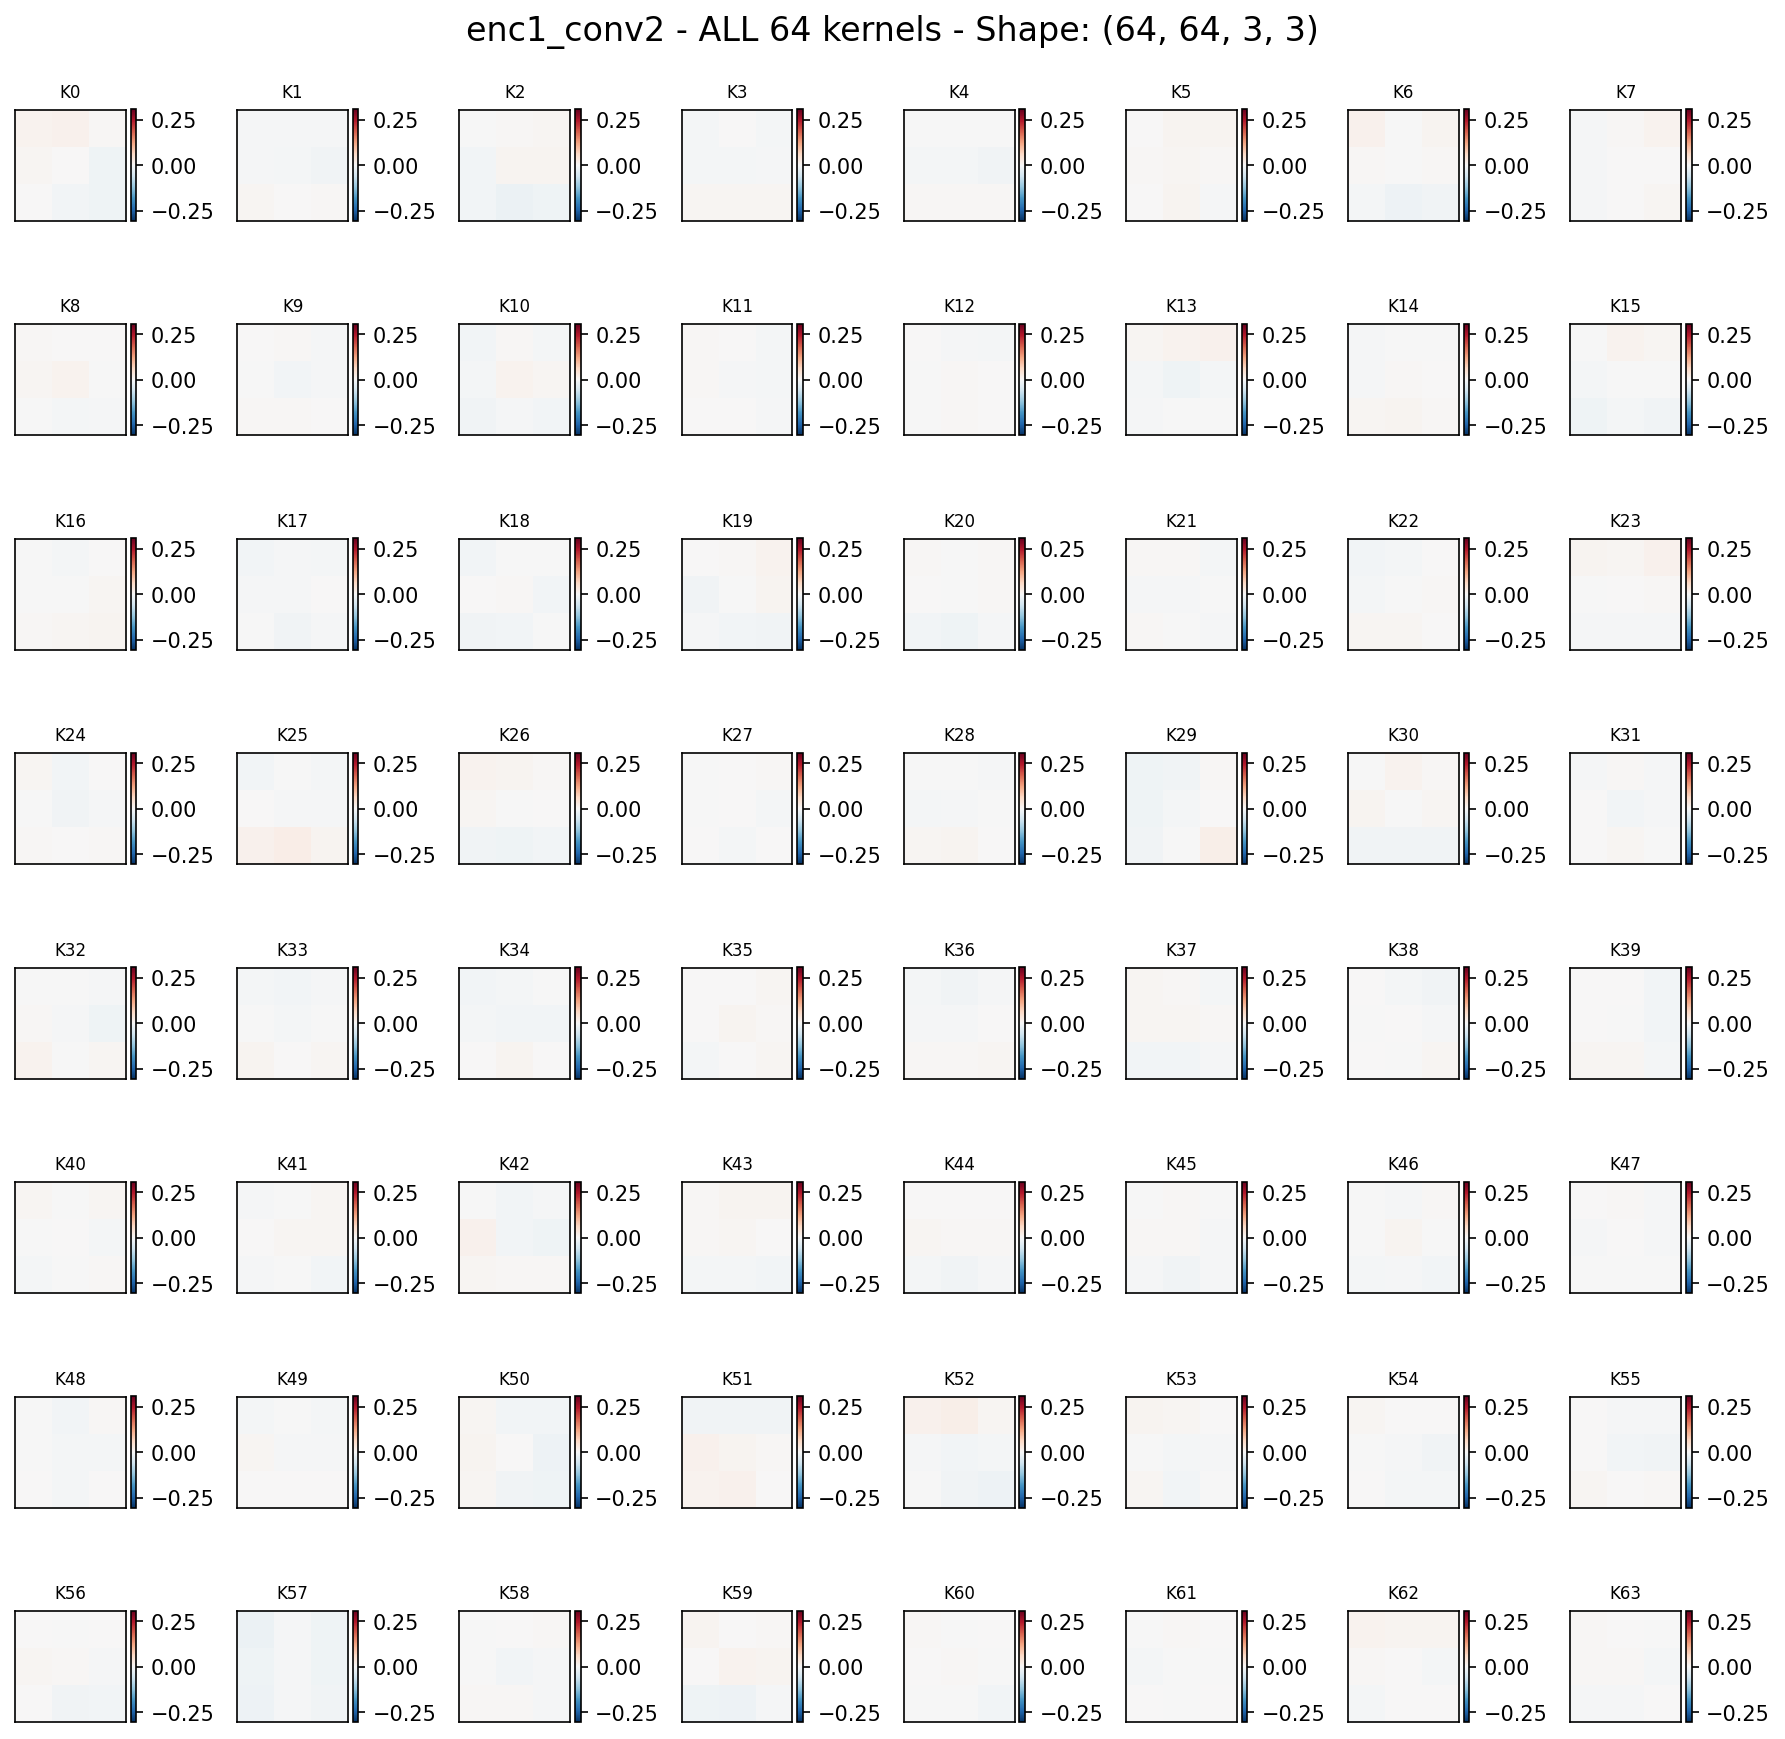 enc1_conv2 - ALL 64 kernels - Shape: (64, 64, 3, 3)
K0 K1 K2 K3 K4 K5 K6 K7
0.25 0.25 0.25 0.25 0.25 0.25 0.25 0.25
0.00 0.00 0.00 0.00 0.00 0.00 0.00 0.00
−0.25 −0.25 −0.25 −0.25 −0.25 −0.25 −0.25 −0.25
K8 K9 K10 K11 K12 K13 K14 K15
0.25 0.25 0.25 0.25 0.25 0.25 0.25 0.25
0.00 0.00 0.00 0.00 0.00 0.00 0.00 0.00
−0.25 −0.25 −0.25 −0.25 −0.25 −0.25 −0.25 −0.25
K16 K17 K18 K19 K20 K21 K22 K23
0.25 0.25 0.25 0.25 0.25 0.25 0.25 0.25
0.00 0.00 0.00 0.00 0.00 0.00 0.00 0.00
−0.25 −0.25 −0.25 −0.25 −0.25 −0.25 −0.25 −0.25
K24 K25 K26 K27 K28 K29 K30 K31
0.25 0.25 0.25 0.25 0.25 0.25 0.25 0.25
0.00 0.00 0.00 0.00 0.00 0.00 0.00 0.00
−0.25 −0.25 −0.25 −0.25 −0.25 −0.25 −0.25 −0.25
K32 K33 K34 K35 K36 K37 K38 K39
0.25 0.25 0.25 0.25 0.25 0.25 0.25 0.25
0.00 0.00 0.00 0.00 0.00 0.00 0.00 0.00
−0.25 −0.25 −0.25 −0.25 −0.25 −0.25 −0.25 −0.25
K40 K41 K42 K43 K44 K45 K46 K47
0.25 0.25 0.25 0.25 0.25 0.25 0.25 0.25
0.00 0.00 0.00 0.00 0.00 0.00 0.00 0.00
−0.25 −0.25 −0.25 −0.25 −0.25 −0.25 −0.25 −0.25
K48 K49 K50 K51 K52 K53 K54 K55
0.25 0.25 0.25 0.25 0.25 0.25 0.25 0.25
0.00 0.00 0.00 0.00 0.00 0.00 0.00 0.00
−0.25 −0.25 −0.25 −0.25 −0.25 −0.25 −0.25 −0.25
K56 K57 K58 K59 K60 K61 K62 K63
0.25 0.25 0.25 0.25 0.25 0.25 0.25 0.25
0.00 0.00 0.00 0.00 0.00 0.00 0.00 0.00
−0.25 −0.25 −0.25 −0.25 −0.25 −0.25 −0.25 −0.25